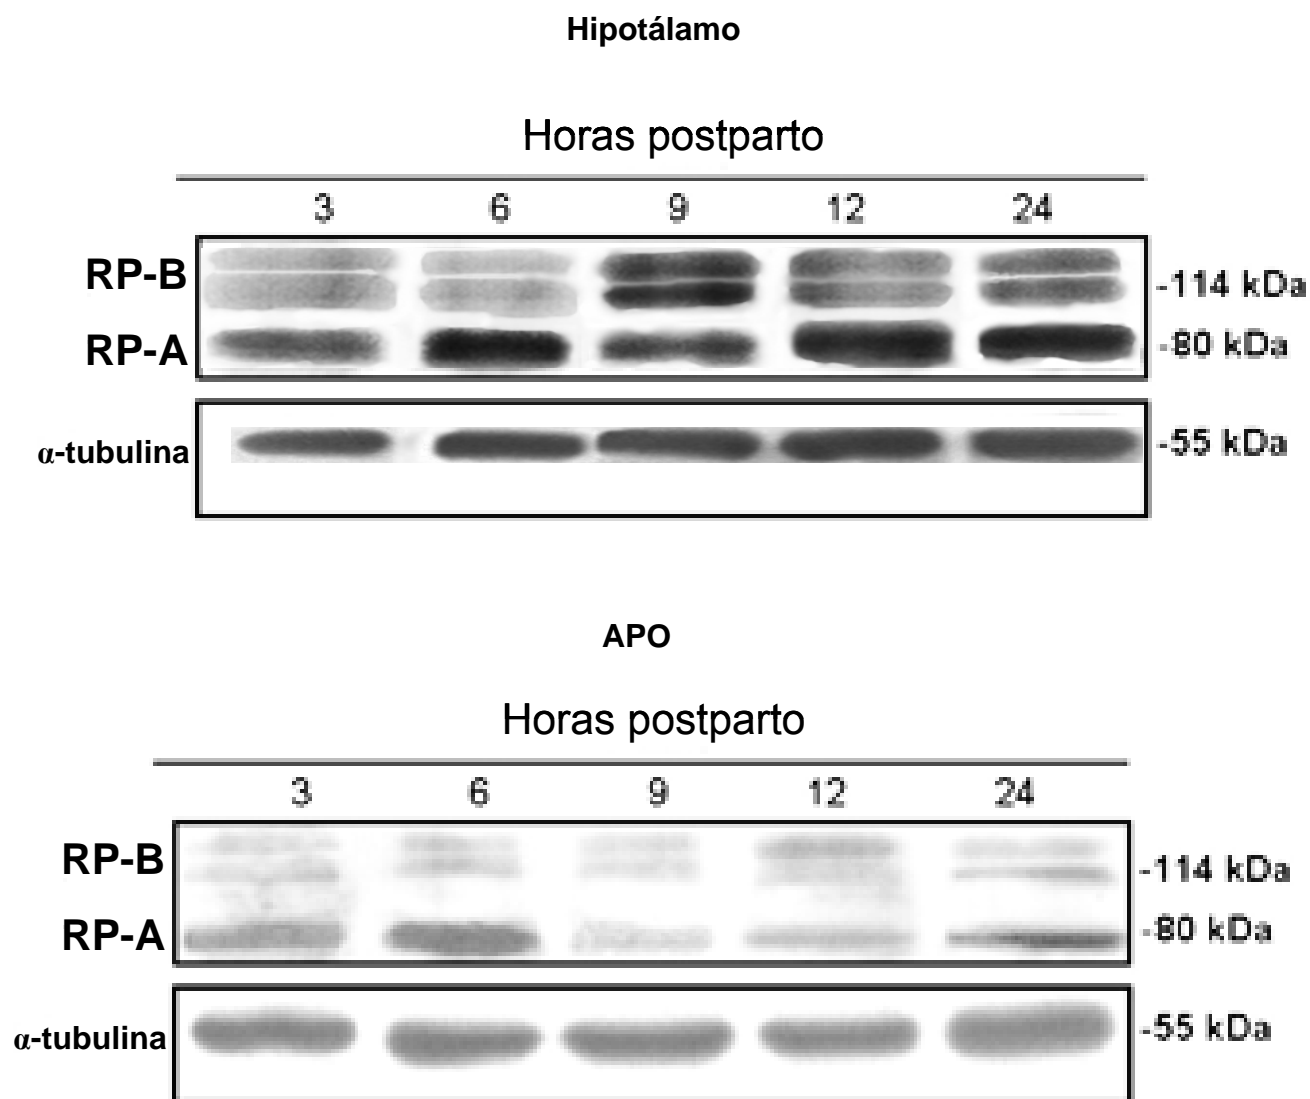 Hipotálamo
Horas postparto
3 6 9 12 24
RP-B
-114 kDa
RP-A
-80 kDa
α-tubulina
-55 kDa
APO
Horas postparto
3 6 9 12 24
RP-B
-114 kDa
RP-A
-80 kDa
α-tubulina
-55 kDa